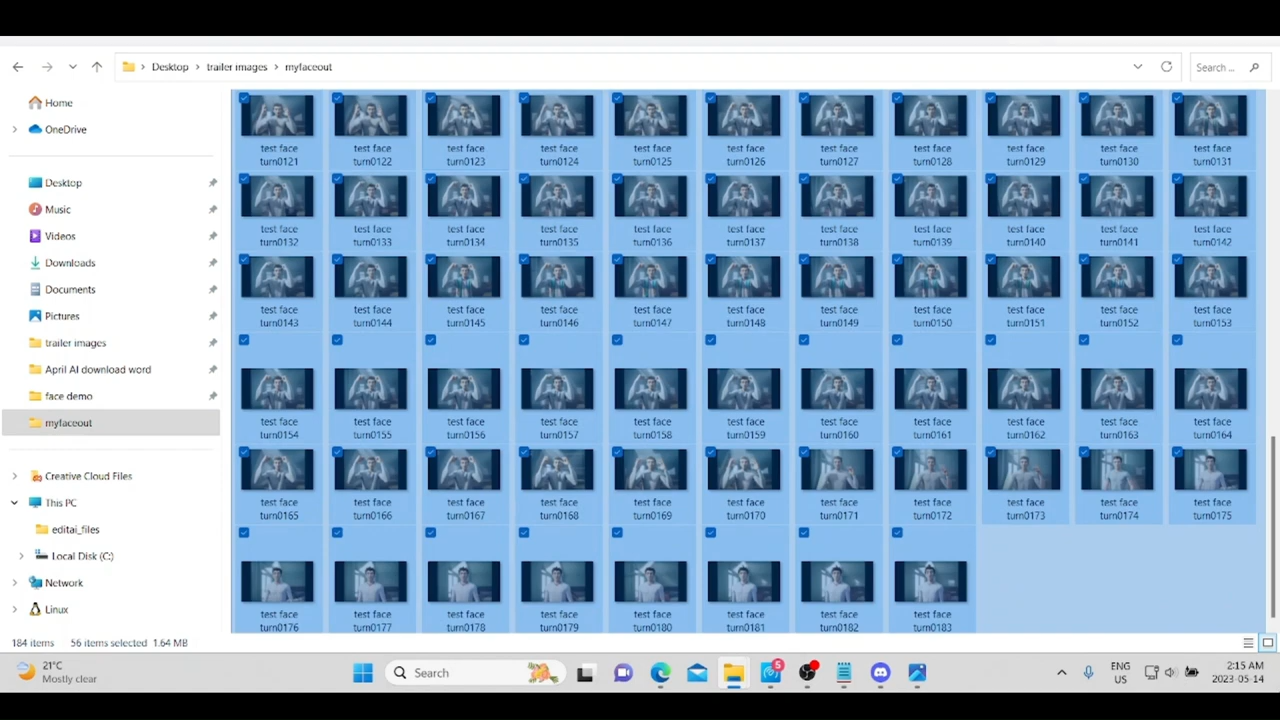 Desktop > trailer images > myfaceout
Search ...
Home
OneDrive
Desktop
Music
Videos
Downloads
Documents
Pictures
trailer images
April AI download word
face demo
myfaceout
Creative Cloud Files
This PC
editai_files
Local Disk (C:)
Network
Linux
test face turn0121
test face turn0122
test face turn0123
test face turn0124
test face turn0125
test face turn0126
test face turn0127
test face turn0128
test face turn0129
test face turn0130
test face turn0131
test face turn0132
test face turn0133
test face turn0134
test face turn0135
test face turn0136
test face turn0137
test face turn0138
test face turn0139
test face turn0140
test face turn0141
test face turn0142
test face turn0143
test face turn0144
test face turn0145
test face turn0146
test face turn0147
test face turn0148
test face turn0149
test face turn0150
test face turn0151
test face turn0152
test face turn0153
test face turn0154
test face turn0155
test face turn0156
test face turn0157
test face turn0158
test face turn0159
test face turn0160
test face turn0161
test face turn0162
test face turn0163
test face turn0164
test face turn0165
test face turn0166
test face turn0167
test face turn0168
test face turn0169
test face turn0170
test face turn0171
test face turn0172
test face turn0173
test face turn0174
test face turn0175
test face turn0176
test face turn0177
test face turn0178
test face turn0179
test face turn0180
test face turn0181
test face turn0182
test face turn0183
184 items 56 items selected 1.64 MB
21°C
Mostly clear
Search
5
ENG
US
2:15 AM
2023-05-14